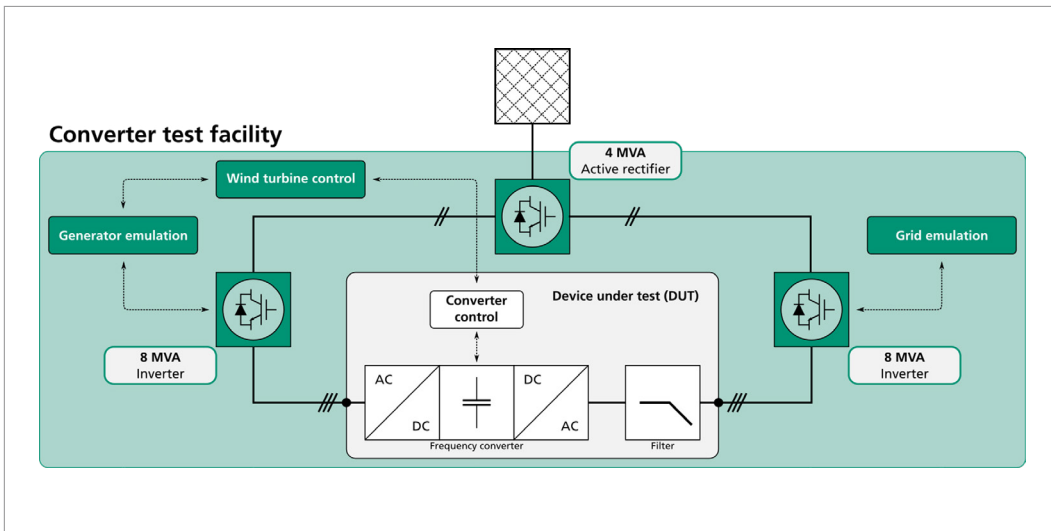 Converter test facility
4 MVA
Active rectifier
Wind turbine control
Generator emulation
Grid emulation
Device under test (DUT)
Converter
control
8 MVA
Inverter
8 MVA
Inverter
AC
DC
DC
AC
Frequency converter
Filter